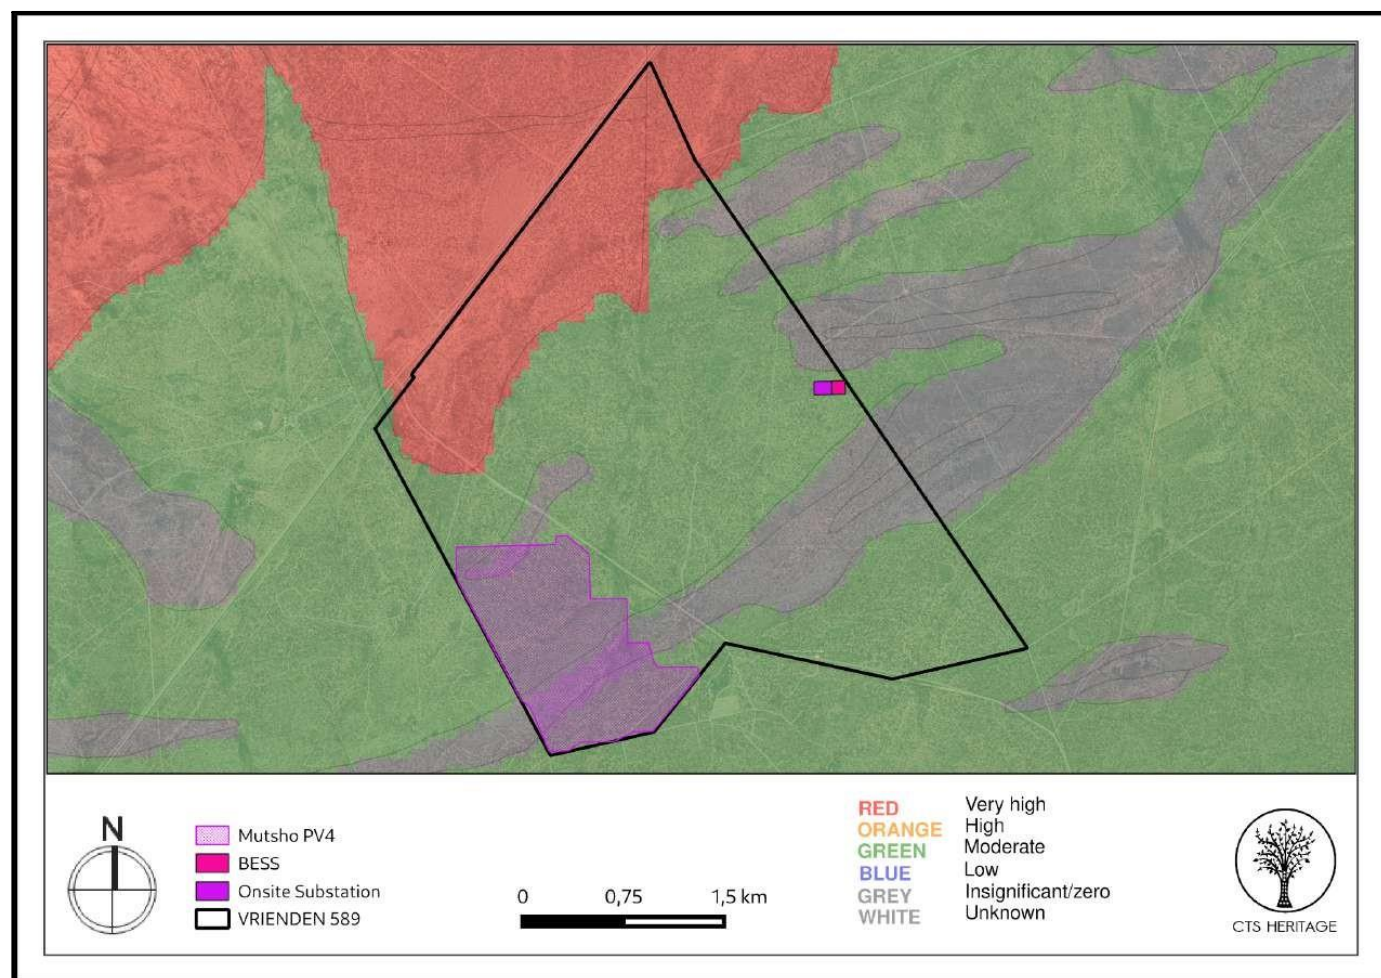 N
Mutsho PV4
BESS
Onsite Substation
VRIENDEN 589
0 0,75 1,5 km
RED Very high
ORANGE High
GREEN Moderate
BLUE Low
GREY Insignificant/zero
WHITE Unknown
CTS HERITAGE